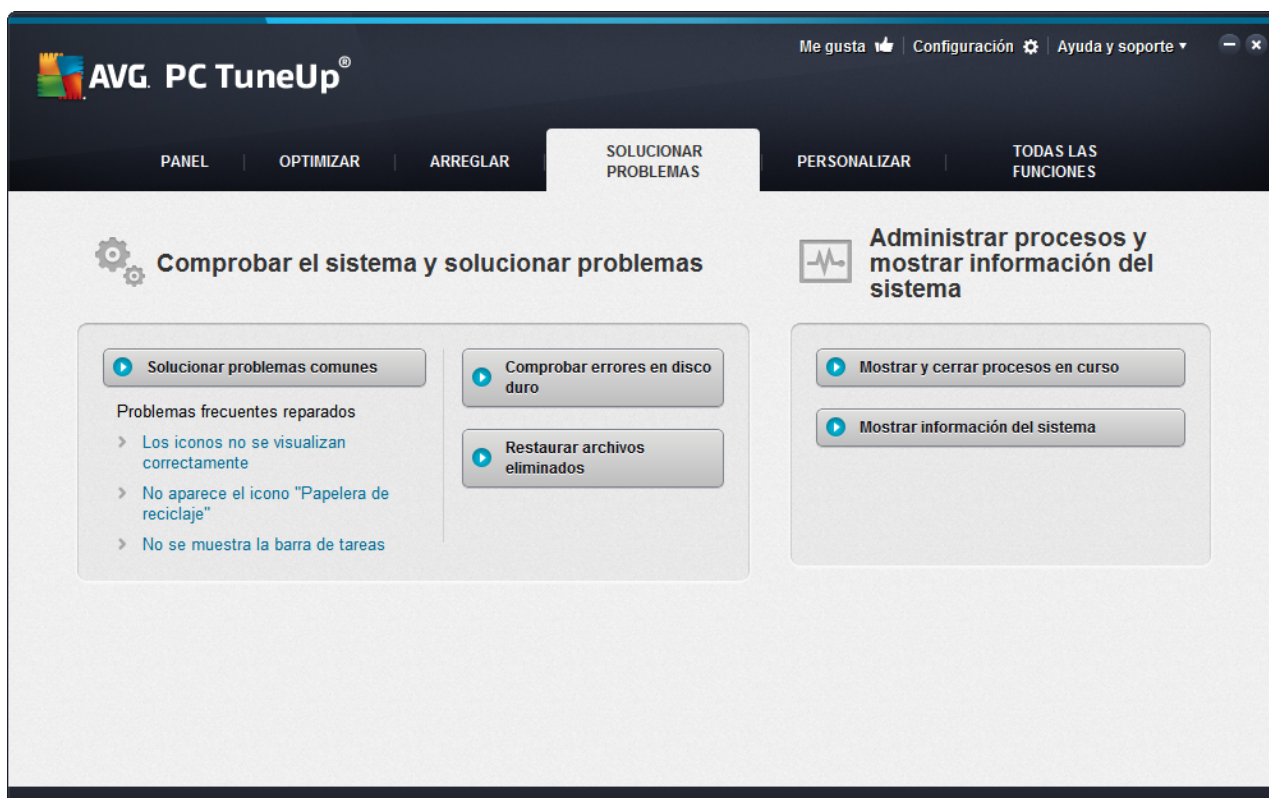 Me gusta | Configuración | Ayuda y soporte
AVG. PC TuneUp®
PANEL
OPTIMIZAR
ARREGLAR
SOLUCIONAR
PROBLEMAS
PERSONALIZAR
TODAS LAS
FUNCIONES
Comprobar el sistema y solucionar problemas
Solucionar problemas comunes
Problemas frecuentes reparados
Los iconos no se visualizan
correctamente
No aparece el icono "Papelera de
reciclaje"
No se muestra la barra de tareas
Comprobar errores en disco
duro
Restaurar archivos
eliminados
Administrar procesos y
mostrar información del
sistema
Mostrar y cerrar procesos en curso
Mostrar información del sistema